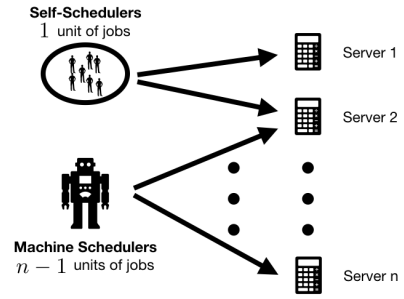 Self-Schedulers
1 unit of jobs
Server 1
Server 2
Machine Schedulers
n − 1 units of jobs
Server n